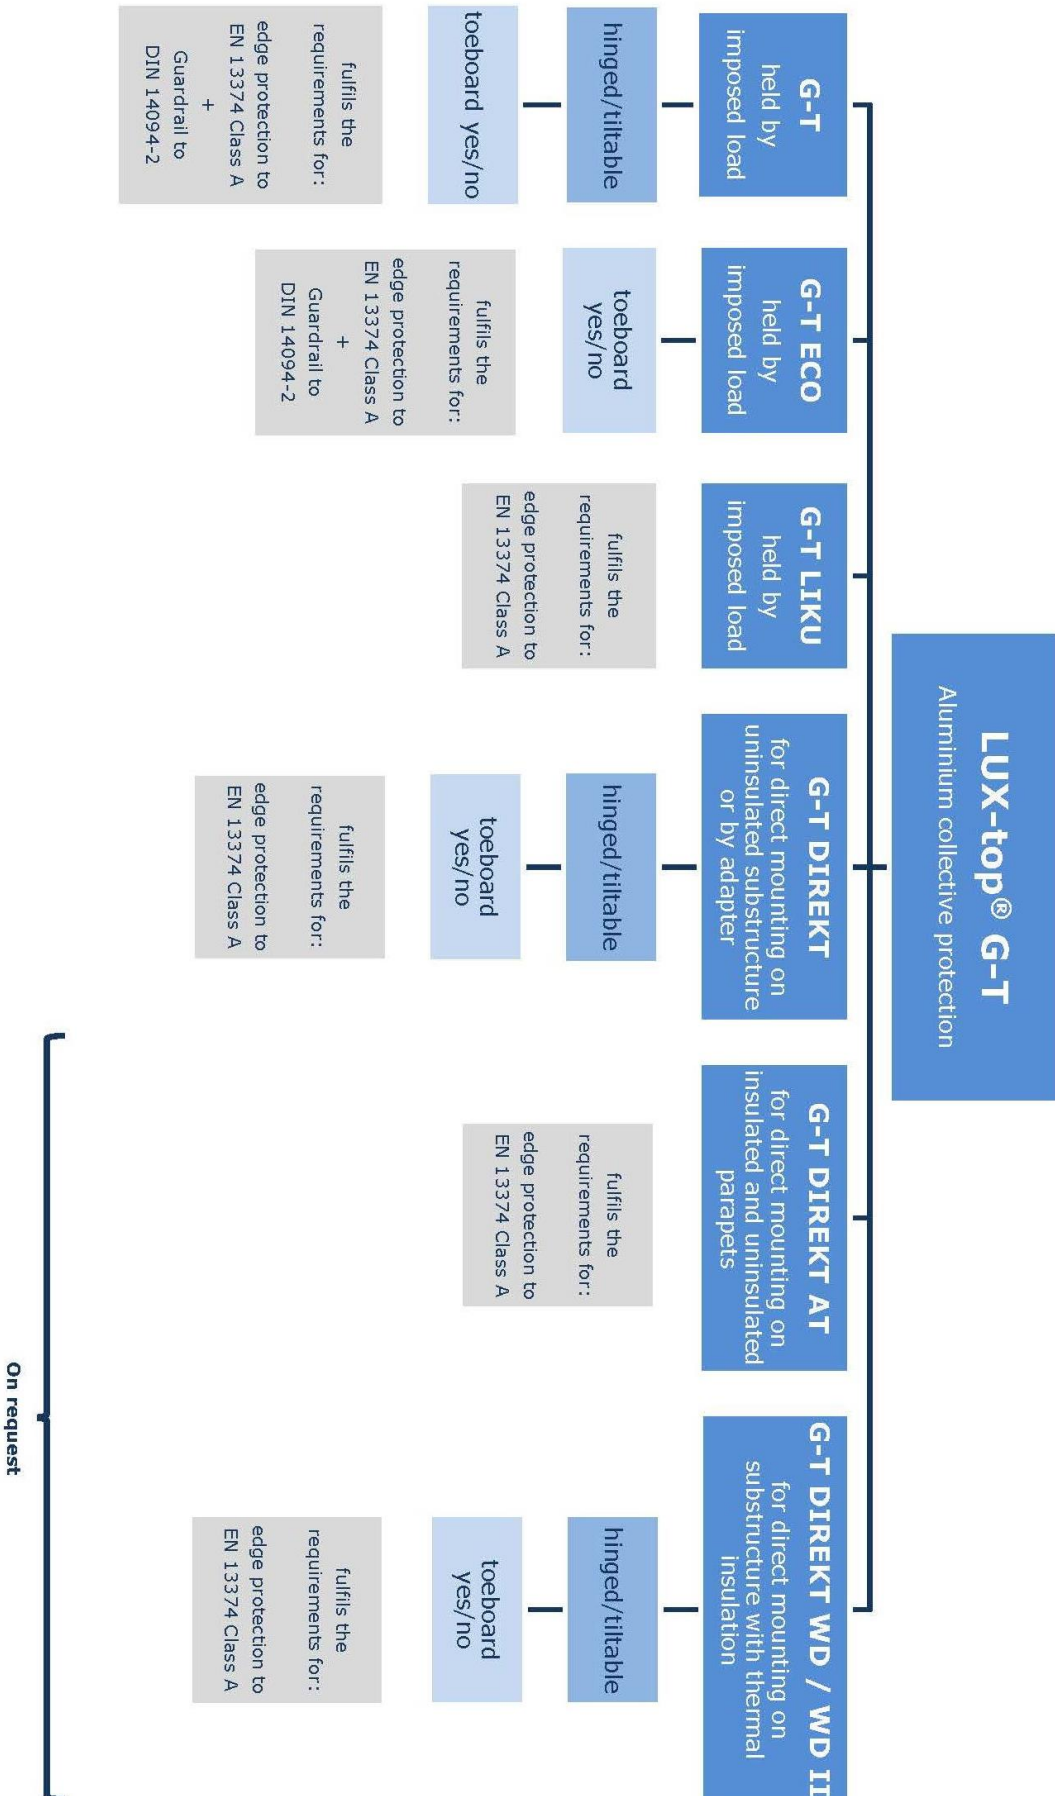 LUX-top® G-T
Aluminium collective protection
G-T
held by
imposed load
hinged/tiltable
toeboard yes/no
fulfils the
requirements for:
edge protection to
EN 13374 Class A
+
Guardrail to
DIN 14094-2
G-T ECO
held by
imposed load
toeboard
yes/no
fulfils the
requirements for:
edge protection to
EN 13374 Class A
+
Guardrail to
DIN 14094-2
G-T LIKU
held by
imposed load
fulfils the
requirements for:
edge protection to
EN 13374 Class A
G-T DIREKT
for direct mounting on
uninsulated substructure
or by adapter
hinged/tiltable
toeboard
yes/no
fulfils the
requirements for:
edge protection to
EN 13374 Class A
G-T DIREKT AT
for direct mounting on
insulated and uninsulated
parapets
fulfils the
requirements for:
edge protection to
EN 13374 Class A
G-T DIREKT WD / WD II
for direct mounting on
substructure with thermal
insulation
hinged/tiltable
toeboard
yes/no
fulfils the
requirements for:
edge protection to
EN 13374 Class A
On request